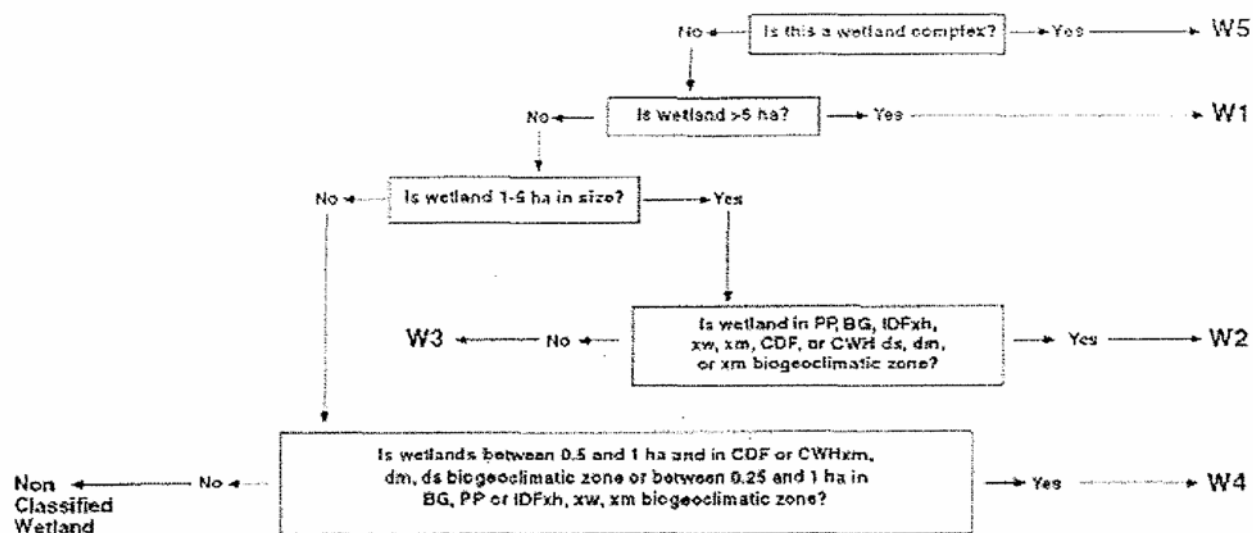 No Is this a wetland complex? Yes W5
No Is wetland >5 ha? Yes W1
No Is wetland 1-5 ha in size? Yes
Is wetland in PP, BG, IDFxh,
W3 No xw, xm, CDF, or CWH ds, dm, Yes W2
or xm biogeoclimatic zone?
Is wetlands between 0.5 and 1 ha and in CDF or CWHxm,
Non No dm, ds biogeoclimatic zone or between 0.25 and 1 ha in Yes W4
Classified BG, PP or IDFxh, xw, xm biogeoclimatic zone?
Wetland